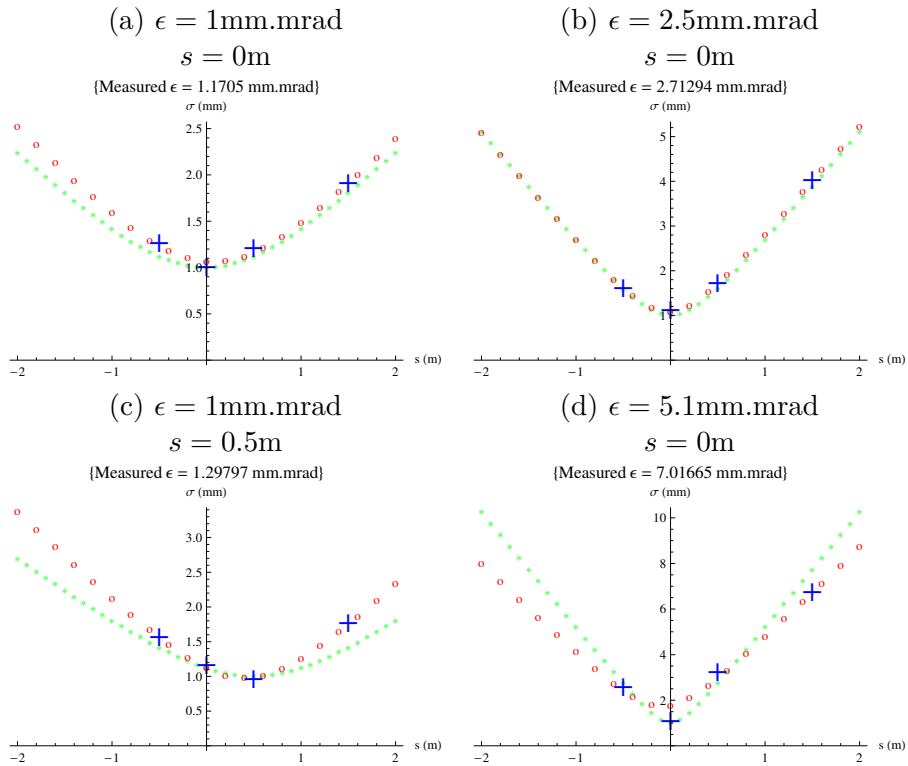 (a) ϵ = 1mm.mrad
s = 0m
{Measured ϵ = 1.1705 mm.mrad}
σ (mm)
2.5
2.0
1.5
1.0
0.5
−2 −1 1 2 s (m)
(b) ϵ = 2.5mm.mrad
s = 0m
{Measured ϵ = 2.71294 mm.mrad}
σ (mm)
5
4
3
2
1
−2 −1 1 2 s (m)
(c) ϵ = 1mm.mrad
s = 0.5m
{Measured ϵ = 1.29797 mm.mrad}
σ (mm)
3.0
2.5
2.0
1.5
1.0
0.5
−2 −1 1 2 s (m)
(d) ϵ = 5.1mm.mrad
s = 0m
{Measured ϵ = 7.01665 mm.mrad}
σ (mm)
10
8
6
4
2
−2 −1 1 2 s (m)